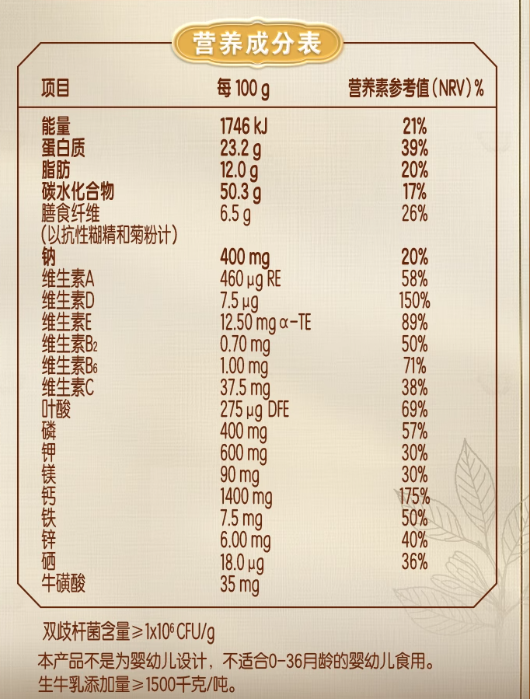 营养成分表
项目 每100g 营养素参考值(NRV)%
能量 1746 kJ 21%
蛋白质 23.2 g 39%
脂肪 12.0 g 20%
碳水化合物 50.3 g 17%
膳食纤维 6.5 g 26%
(以抗性糊精和菊粉计)
钠 400 mg 20%
维生素A 460 μg RE 58%
维生素D 7.5 μg 150%
维生素E 12.50 mg α-TE 89%
维生素B2 0.70 mg 50%
维生素B6 1.00 mg 71%
维生素C 37.5 mg 38%
叶酸 275 μg DFE 69%
磷 400 mg 57%
钾 600 mg 30%
镁 90 mg 30%
钙 1400 mg 175%
铁 7.5 mg 50%
锌 6.00 mg 40%
硒 18.0 μg 36%
牛磺酸 35 mg
双歧杆菌含量≥1x10⁶ CFU/g
本产品不是为婴幼儿设计，不适合0-36月龄的婴幼儿食用。
生牛乳添加量≥1500千克/吨。